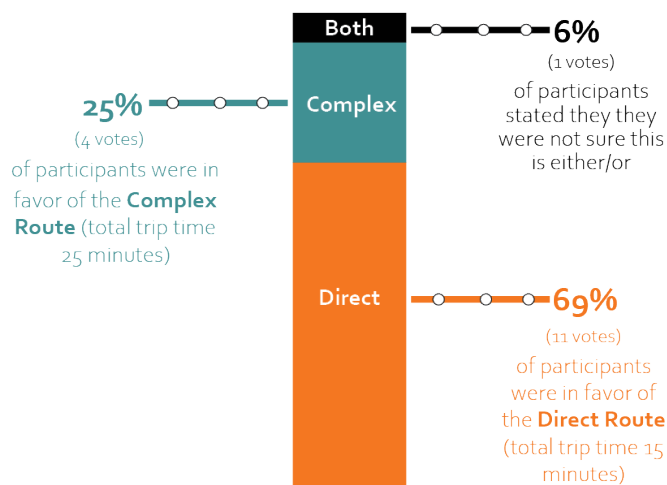 Both
6%
(1 votes)
of participants
stated they they
were not sure this
is either/or
25%
(4 votes)
of participants were in
favor of the Complex
Route (total trip time
25 minutes)
Complex
Direct
69%
(11 votes)
of participants
were in favor of
the Direct Route
(total trip time 15
minutes)